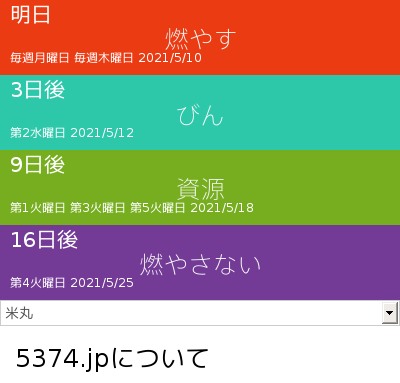 明日
燃やす
毎週月曜日 毎週木曜日 2021/5/10
3日後
びん
第2水曜日 2021/5/12
9日後
資源
第1火曜日 第3火曜日 第5火曜日 2021/5/18
16日後
燃やさない
第4火曜日 2021/5/25
米丸
5374.jpについて